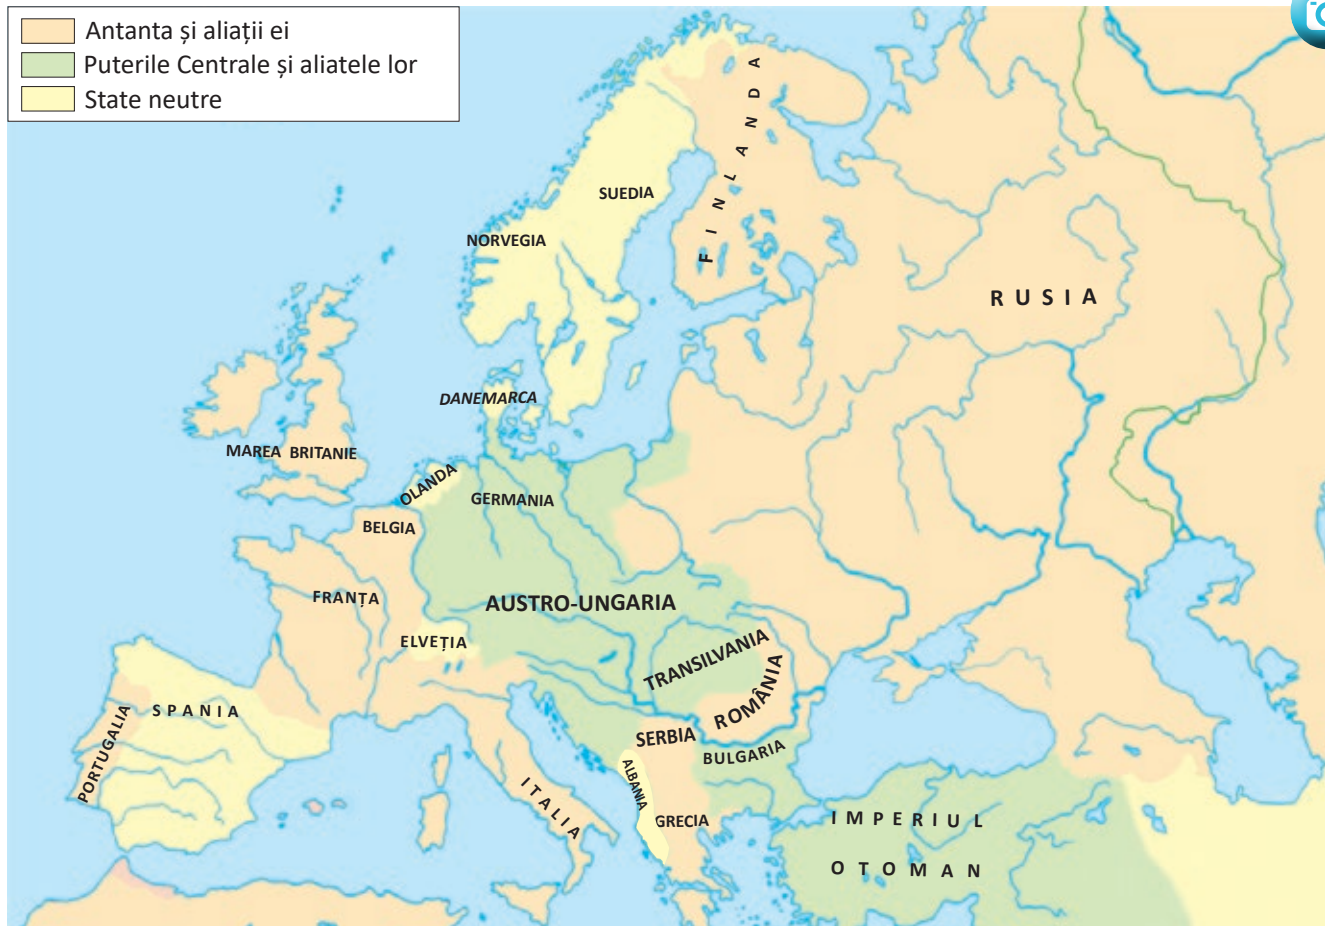 Antanta și aliații ei
Puterile Centrale și aliatele lor
State neutre
FINLANDA
SUEDIA
NORVEGIA
RUSIA
DANEMARCA
MAREA BRITANIE
OLANDA
GERMANIA
BELGIA
FRANȚA
AUSTRO-UNGARIA
ELVEȚIA
TRANSILVANIA
ROMÂNIA
SPANIA
PORTUGALIA
SERBIA
BULGARIA
ALBANIA
ITALIA
GRECIA
IMPERIUL
OTOMAN